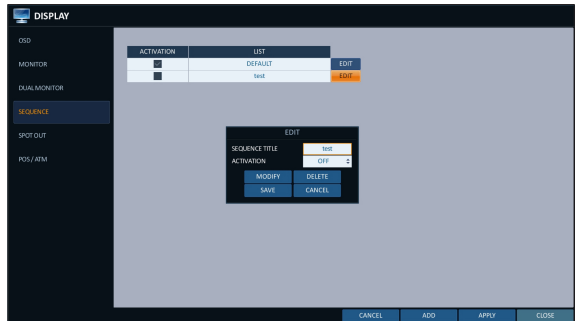 DISPLAY
OSD
MONITOR
DUAL MONITOR
SEQUENCE
SPOT OUT
POS / ATM
ACTIVATION LIST
DEFAULT EDIT
test EDIT
EDIT
SEQUENCE TITLE test
ACTIVATION OFF
MODIFY DELETE
SAVE CANCEL
CANCEL ADD APPLY CLOSE